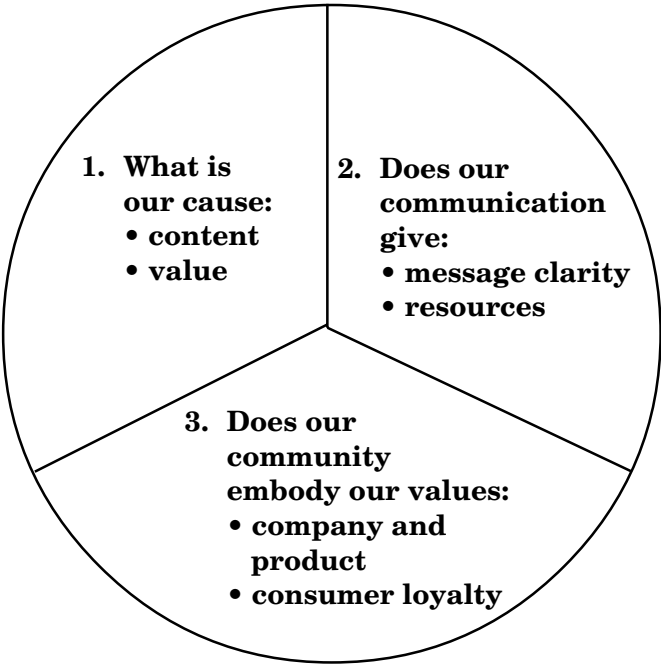 1. What is
our cause:
• content
• value
2. Does our
communication
give:
• message clarity
• resources
3. Does our
community
embody our values:
• company and
product
• consumer loyalty